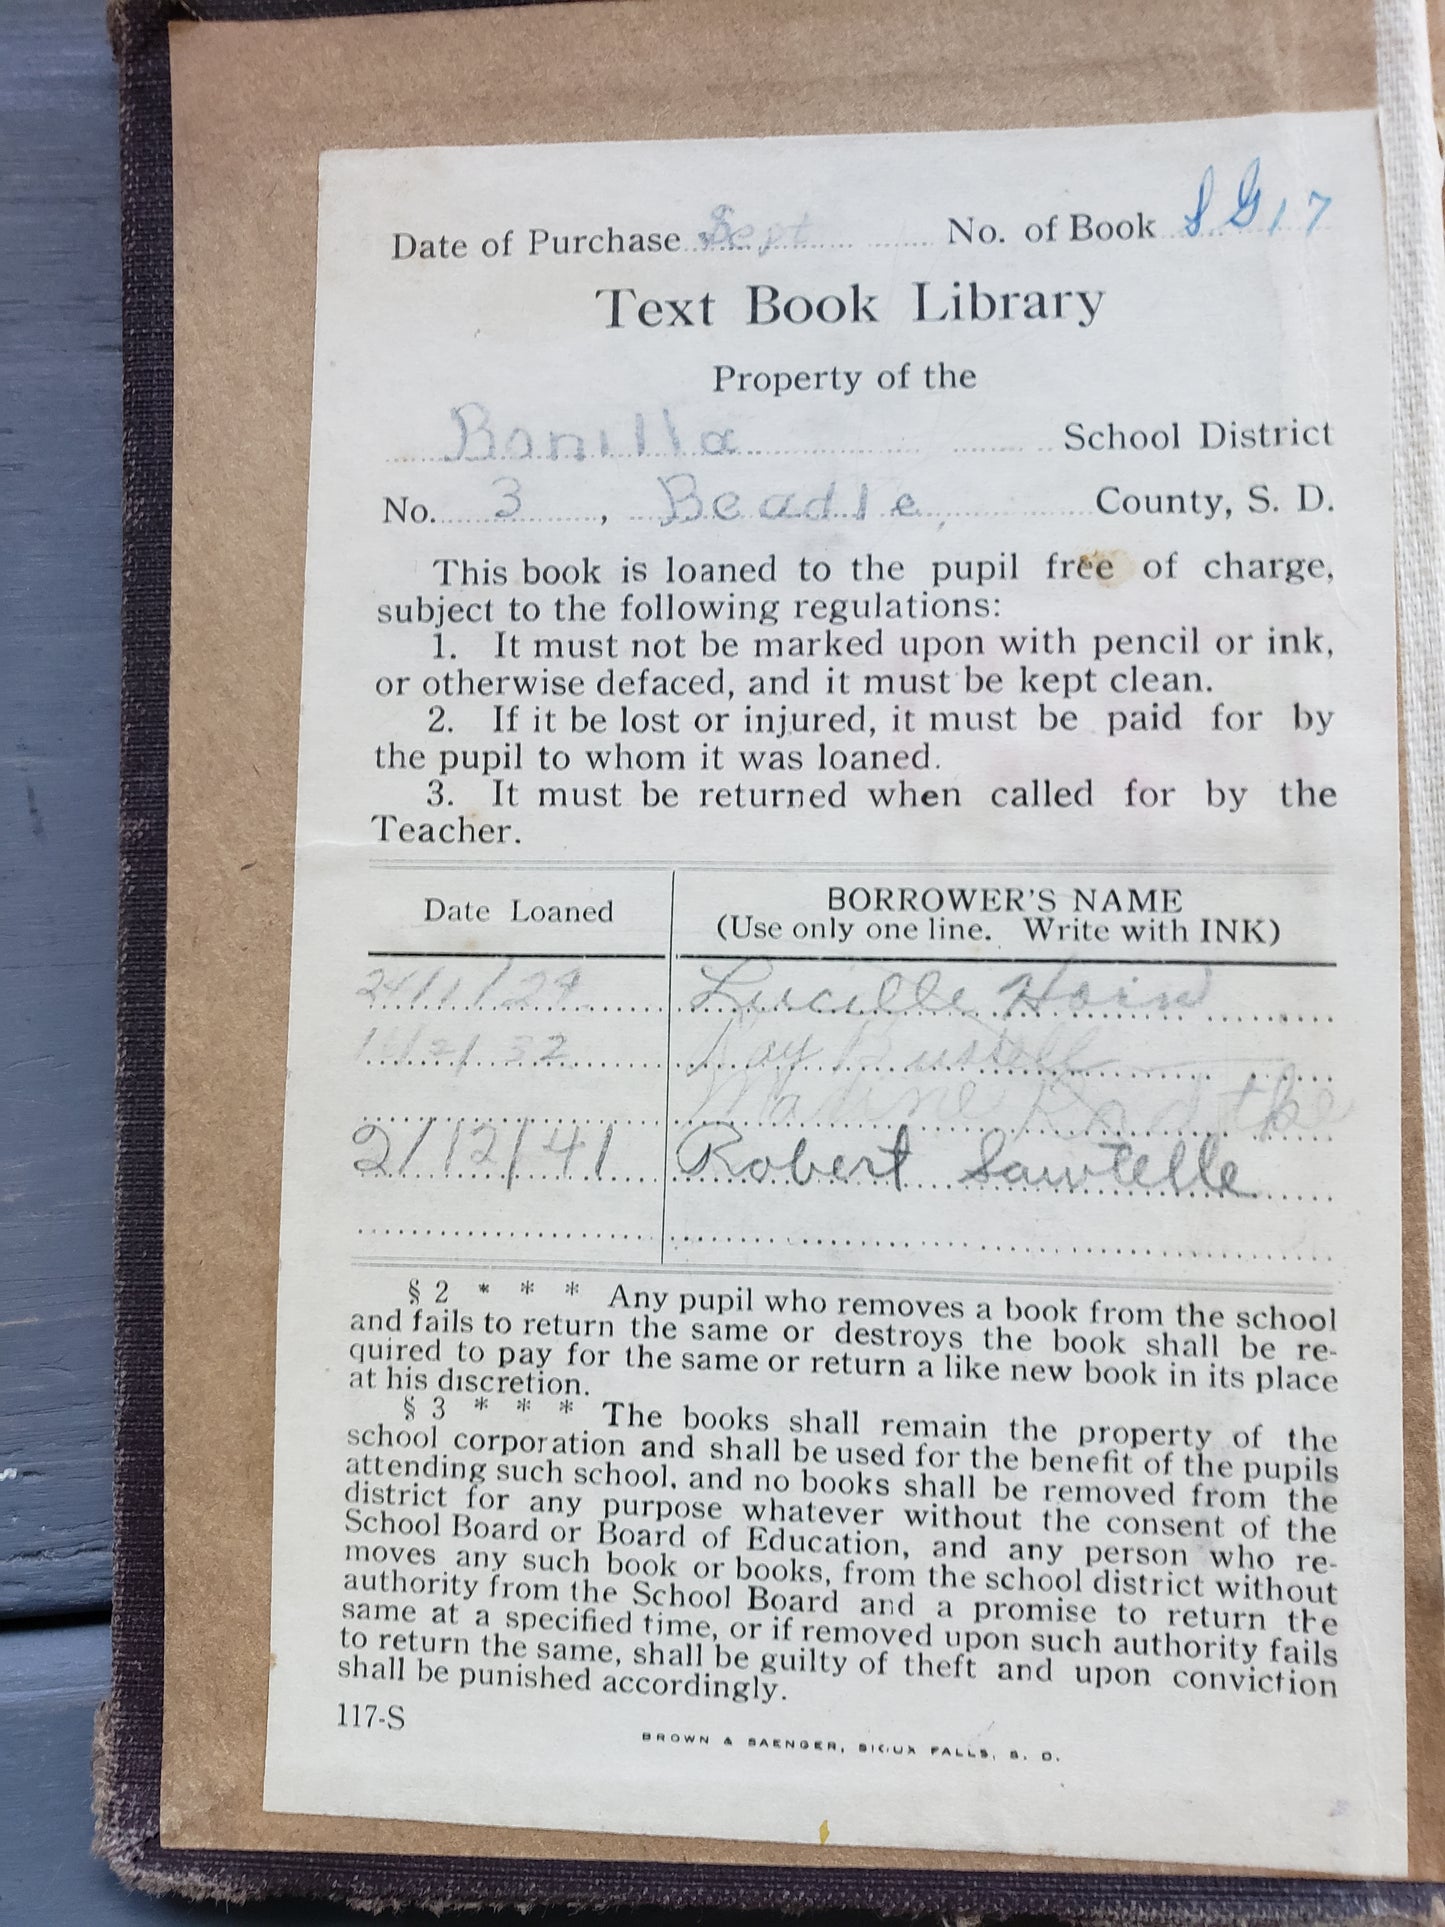 Date of Purchase Sept No. of Book SG17
Text Book Library
Property of the
Bonilla School District
No. 3, Beadle, County, S. D.
This book is loaned to the pupil free of charge,
subject to the following regulations:
1. It must not be marked upon with pencil or ink,
or otherwise defaced, and it must be kept clean.
2. If it be lost or injured, it must be paid for by
the pupil to whom it was loaned.
3. It must be returned when called for by the
Teacher.
Date Loaned BORROWER'S NAME
(Use only one line. Write with INK)
Lucille
Ray
2/12/41 Robert Sawtelle
§ 2 * * * Any pupil who removes a book from the school
and fails to return the same or destroys the book shall be re-
quired to pay for the same or return a like new book in its place
at his discretion.
§ 3 * * * The books shall remain the property of the
school corporation and shall be used for the benefit of the pupils
attending such school, and no books shall be removed from the
district for any purpose whatever without the consent of the
School Board or Board of Education, and any person who re-
moves any such book or books, from the school district without
authority from the School Board and a promise to return the
same at a specified time, or if removed upon such authority fails
to return the same, shall be guilty of theft and upon conviction
shall be punished accordingly.
117-S
BROWN & SAENGER, SIOUX FALLS, S. D.